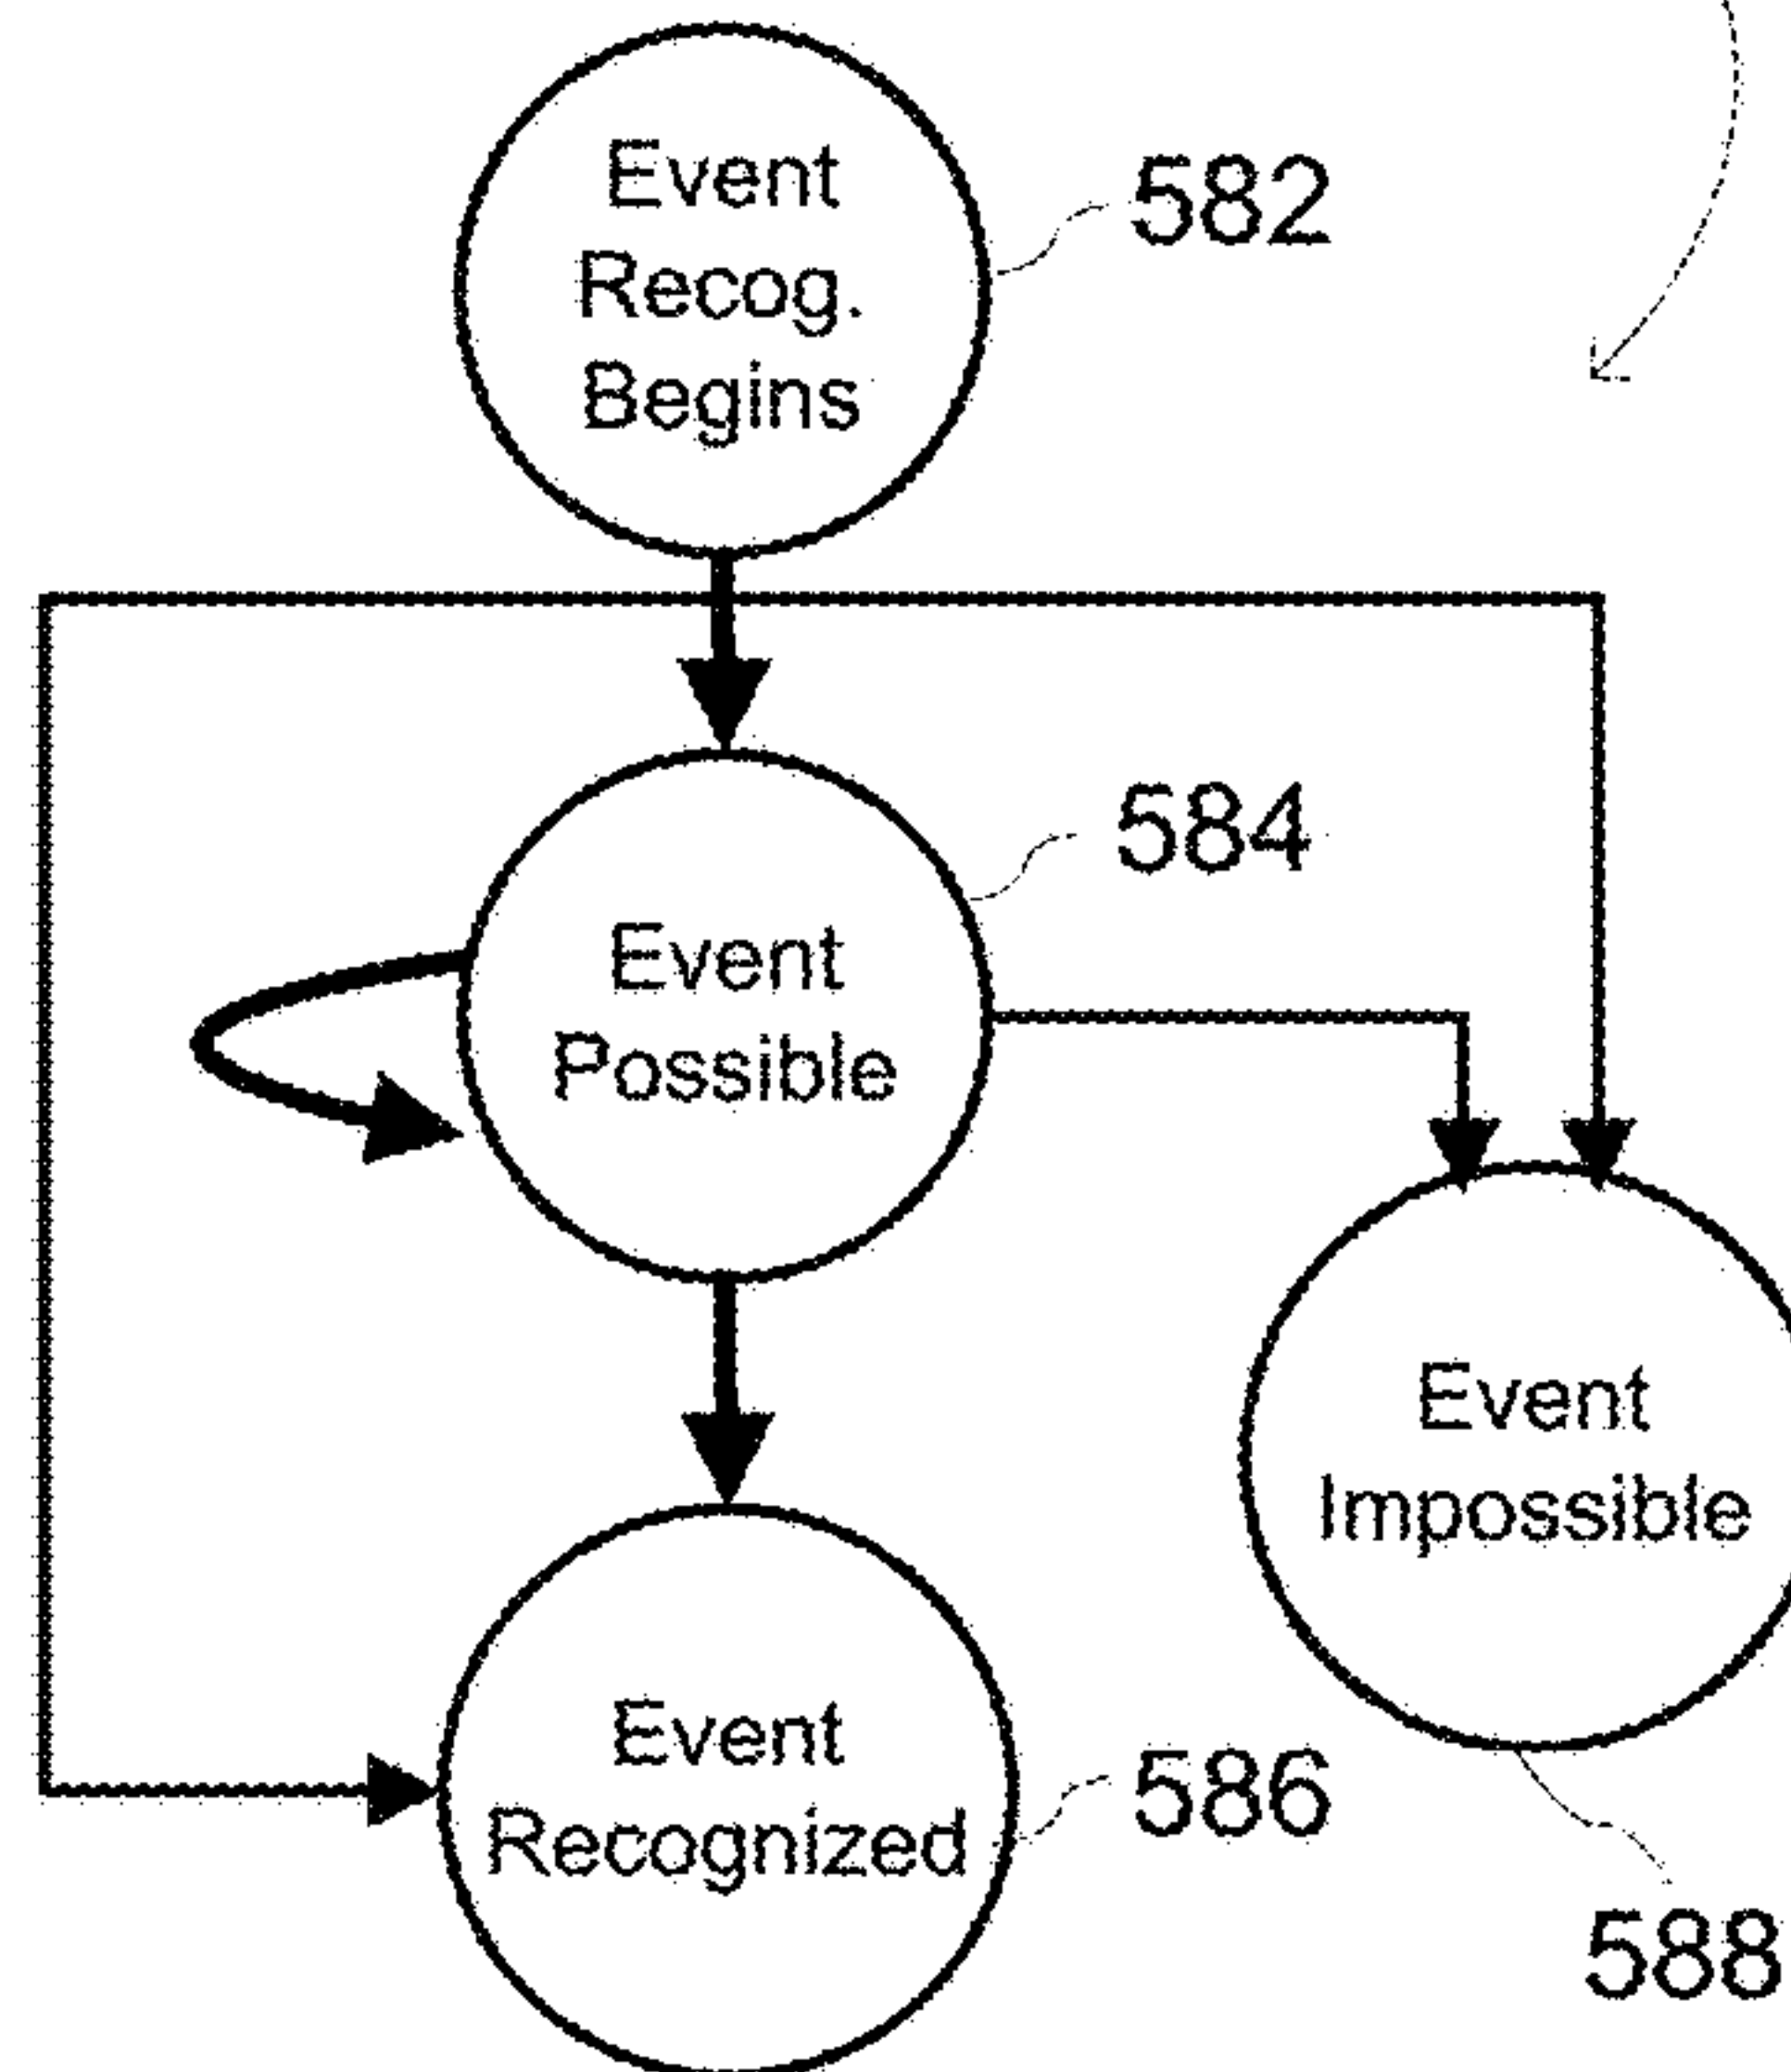 Event
Recog.
Begins
582
584
Event
Possible
Event
Impossible
Event
Recognized
586
588